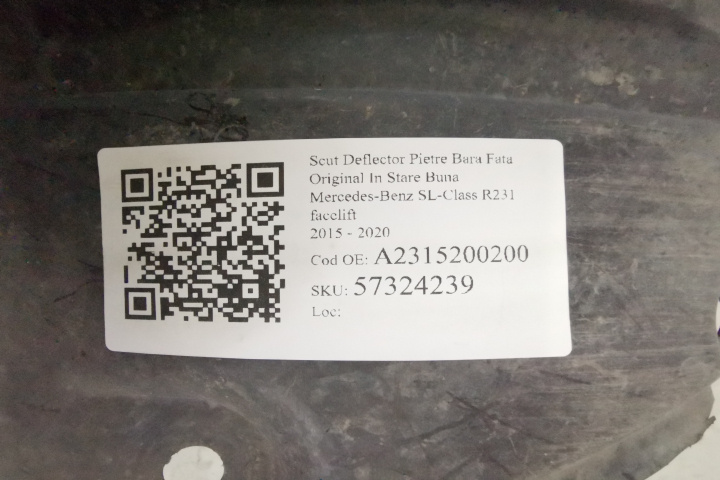 Scut Deflector Pietre Bara Fata
Original In Stare Buna
Mercedes-Benz SL-Class R231
facelift
2015 - 2020
Cod OE: A2315200200
SKU: 57324239
Loc: